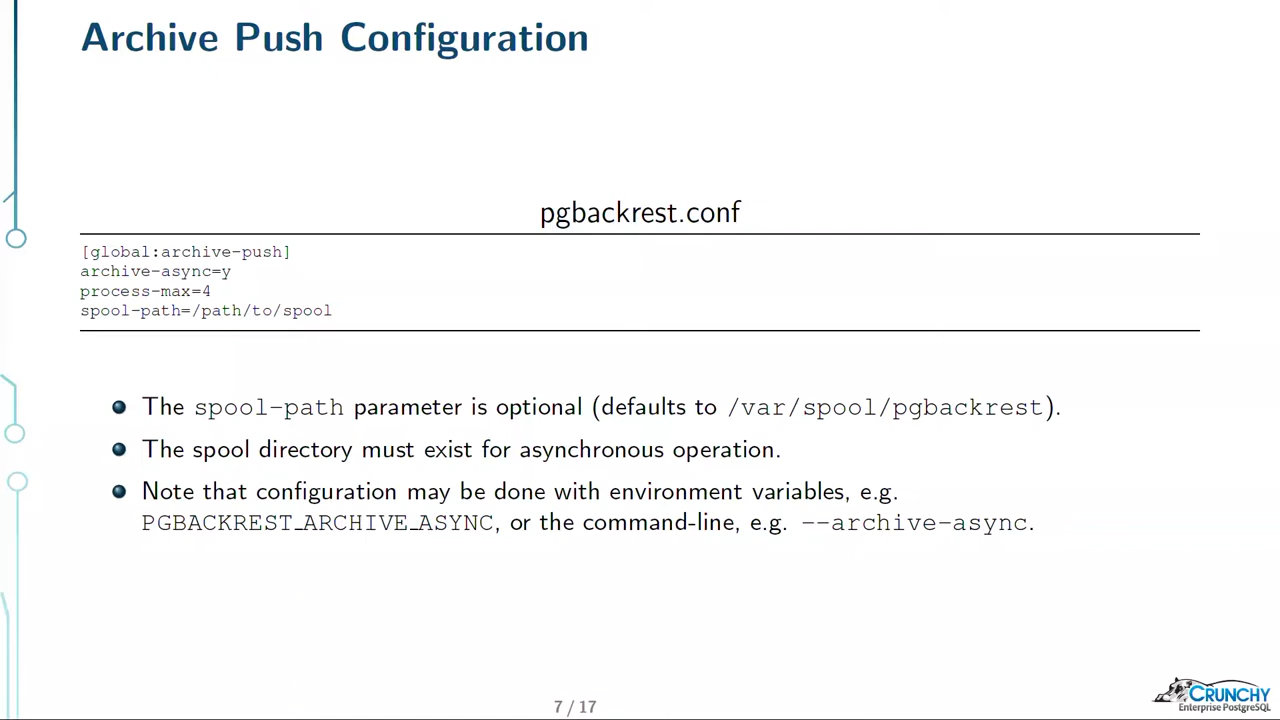 Archive Push Configuration
pgbackrest.conf
[global:archive-push]
archive-async=y
process-max=4
spool-path=/path/to/spool
The spool-path parameter is optional (defaults to /var/spool/pgbackrest).
The spool directory must exist for asynchronous operation.
Note that configuration may be done with environment variables, e.g.
PGBACKREST_ARCHIVE_ASYNC, or the command-line, e.g. --archive-async.
7 / 17
CRUNCHY
Enterprise PostgreSQL